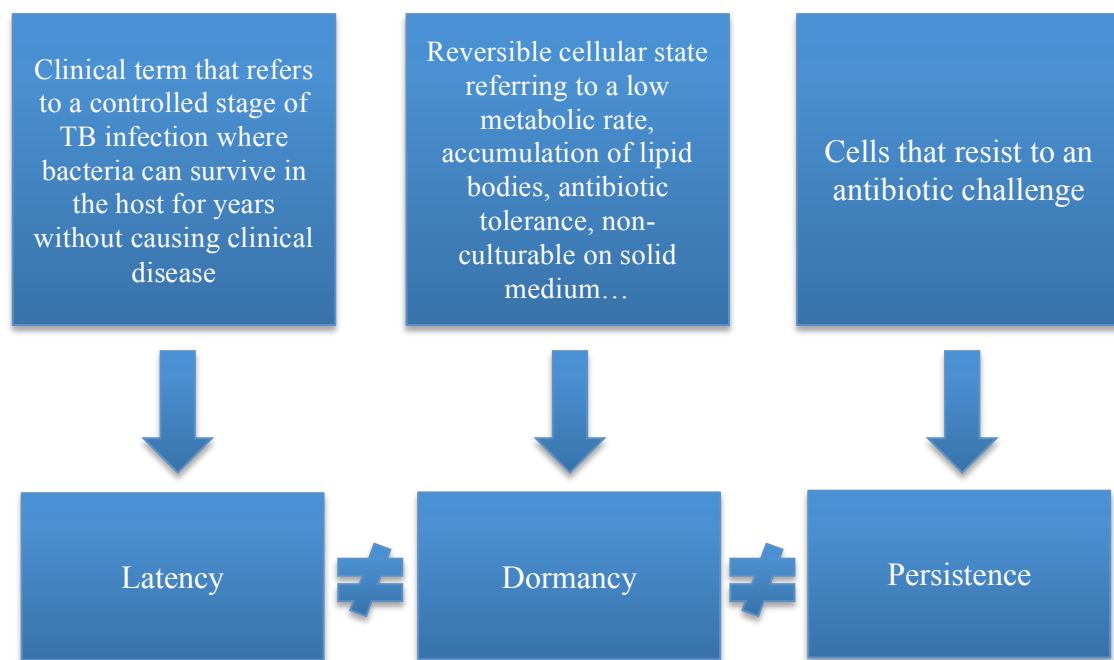 Clinical term that refers
to a controlled stage of
TB infection where
bacteria can survive in
the host for years
without causing clinical
disease
Reversible cellular state
referring to a low
metabolic rate,
accumulation of lipid
bodies, antibiotic
tolerance, non-
culturable on solid
medium…
Cells that resist to an
antibiotic challenge
Latency
≠
Dormancy
≠
Persistence